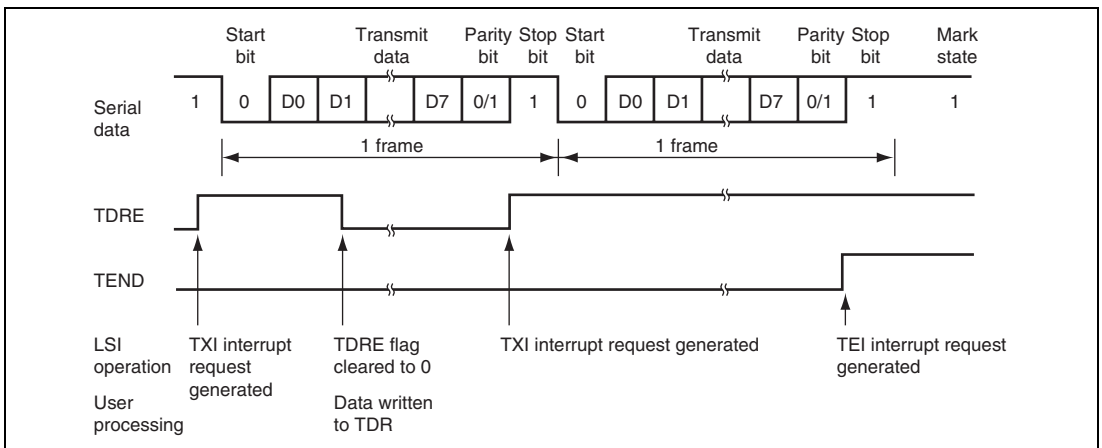 Start bit Transmit data Parity bit Stop bit Start bit Transmit data Parity bit Stop bit Mark state
Serial data 1 0 D0 D1 D7 0/1 1 0 D0 D1 D7 0/1 1 1
1 frame 1 frame
TDRE
TEND
LSI operation
TXI interrupt request generated
TDRE flag cleared to 0
TXI interrupt request generated
TEI interrupt request generated
User processing
Data written to TDR